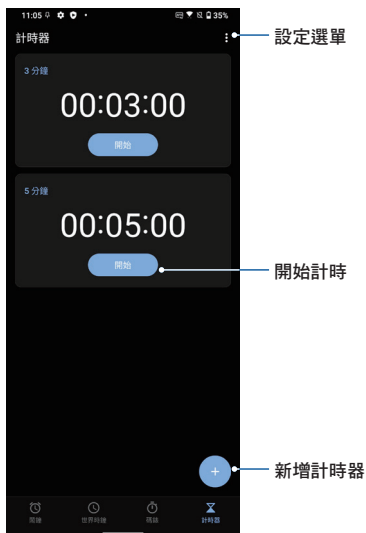 11:05
35%
計時器
設定選單
3 分鐘
00:03:00
開始
5 分鐘
00:05:00
開始
開始計時
+
新增計時器
鬧鐘
世界時鐘
碼錶
計時器